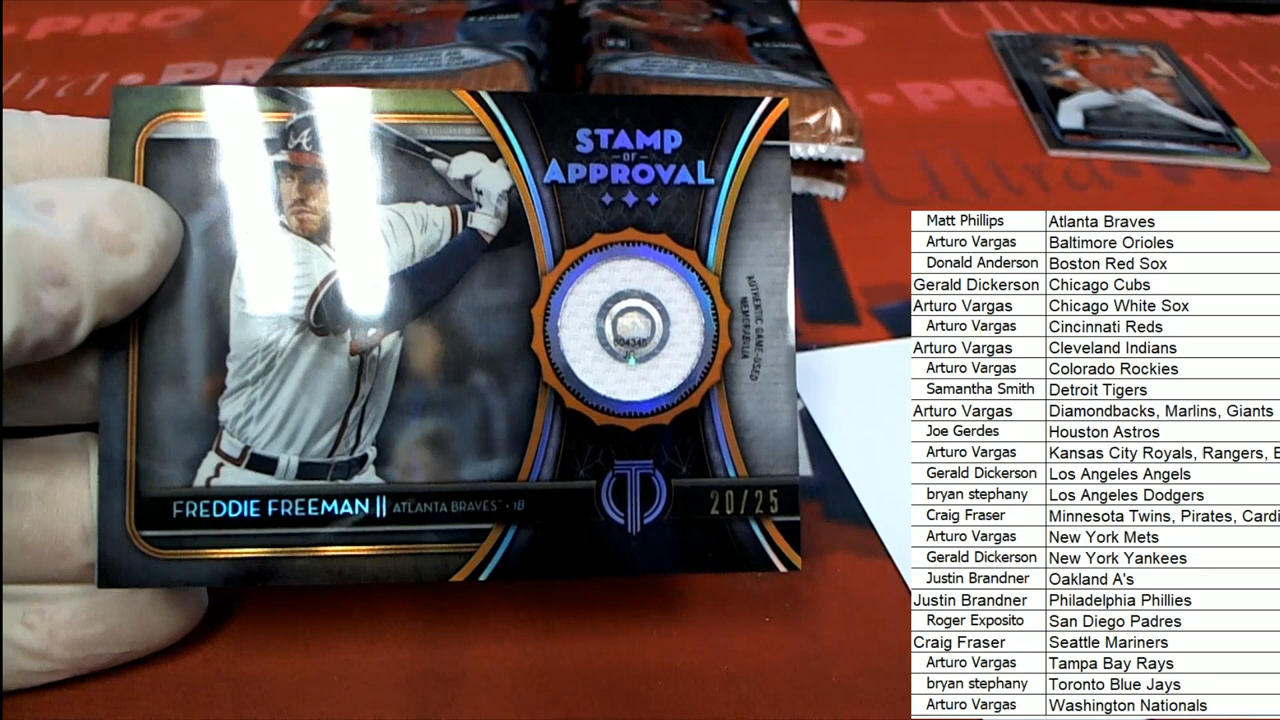 STAMP
OF
APPROVAL
AUTHENTIC GAME-USED
MEMORABILIA
FREDDIE FREEMAN || ATLANTA BRAVES™ • 1B
20/25
Matt Phillips Atlanta Braves
Arturo Vargas Baltimore Orioles
Donald Anderson Boston Red Sox
Gerald Dickerson Chicago Cubs
Arturo Vargas Chicago White Sox
Arturo Vargas Cincinnati Reds
Arturo Vargas Cleveland Indians
Arturo Vargas Colorado Rockies
Samantha Smith Detroit Tigers
Arturo Vargas Diamondbacks, Marlins, Giants
Joe Gerdes Houston Astros
Arturo Vargas Kansas City Royals, Rangers,
Gerald Dickerson Los Angeles Angels
bryan stephany Los Angeles Dodgers
Craig Fraser Minnesota Twins, Pirates, Cardi
Arturo Vargas New York Mets
Gerald Dickerson New York Yankees
Justin Brandner Oakland A's
Justin Brandner Philadelphia Phillies
Roger Exposito San Diego Padres
Craig Fraser Seattle Mariners
Arturo Vargas Tampa Bay Rays
bryan stephany Toronto Blue Jays
Arturo Vargas Washington Nationals